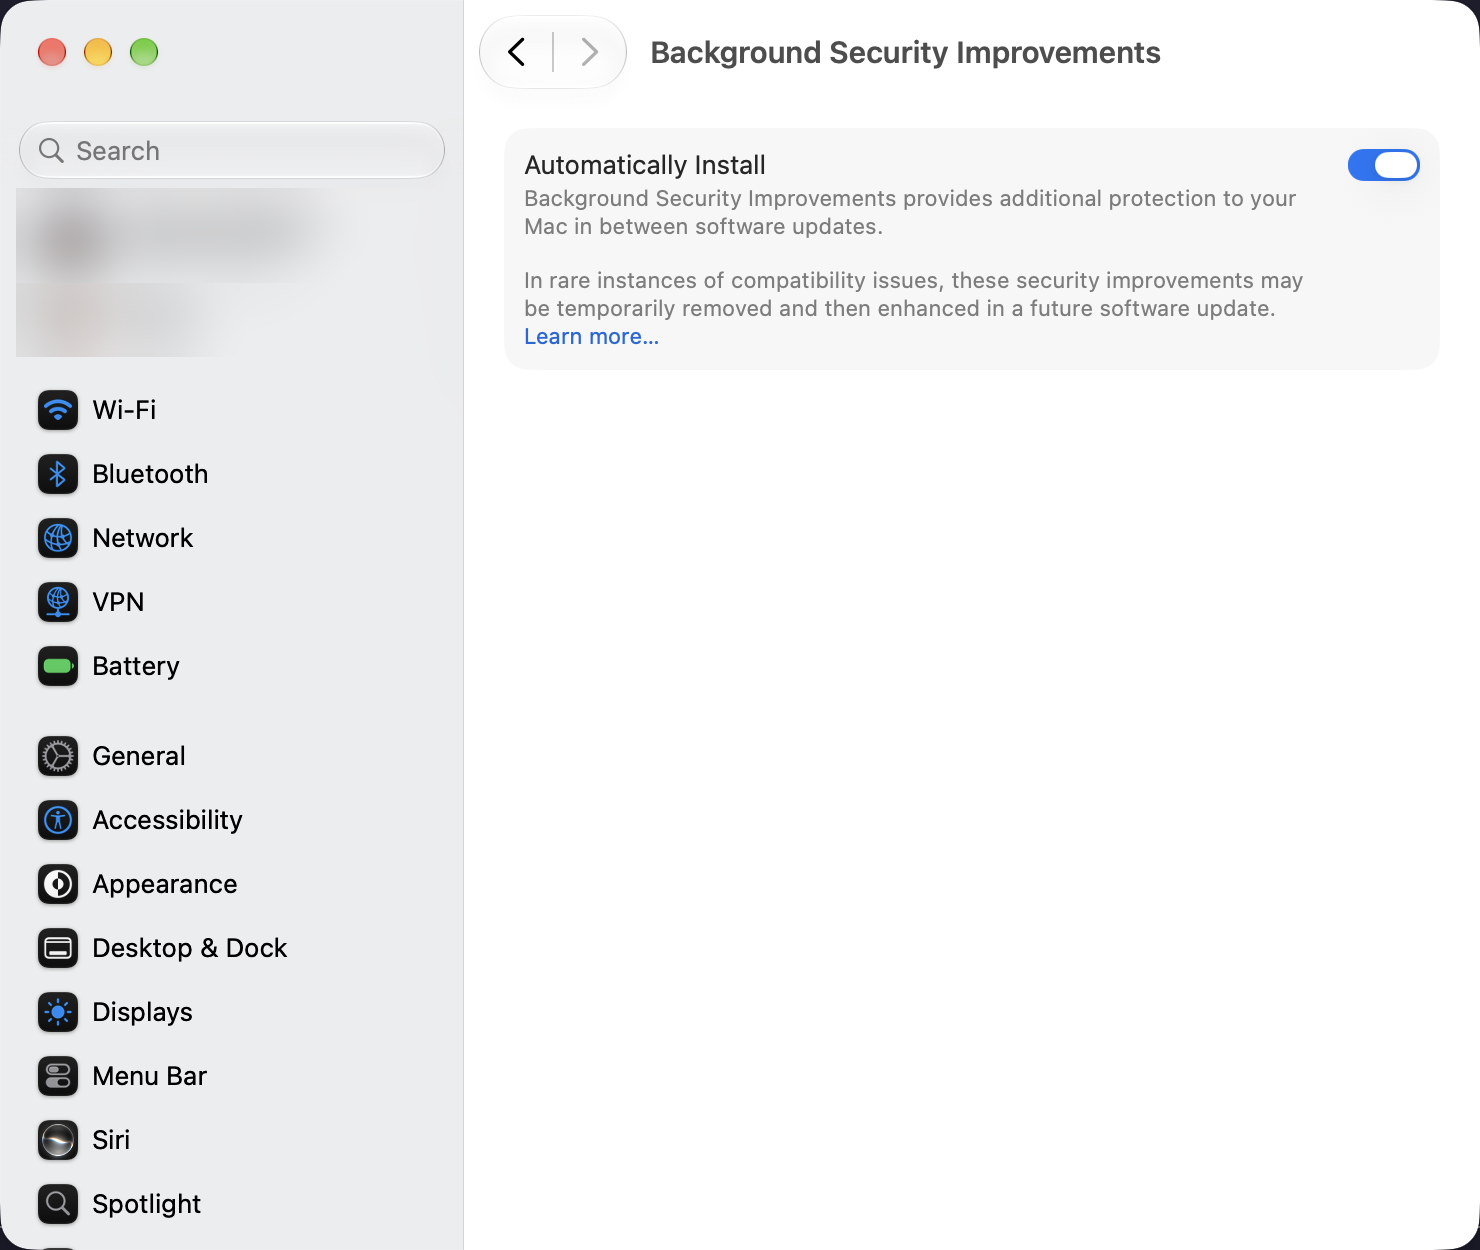 Background Security Improvements
Search
Automatically Install
Background Security Improvements provides additional protection to your
Mac in between software updates.
In rare instances of compatibility issues, these security improvements may
be temporarily removed and then enhanced in a future software update.
Learn more...
Wi-Fi
Bluetooth
Network
VPN
Battery
General
Accessibility
Appearance
Desktop & Dock
Displays
Menu Bar
Siri
Spotlight